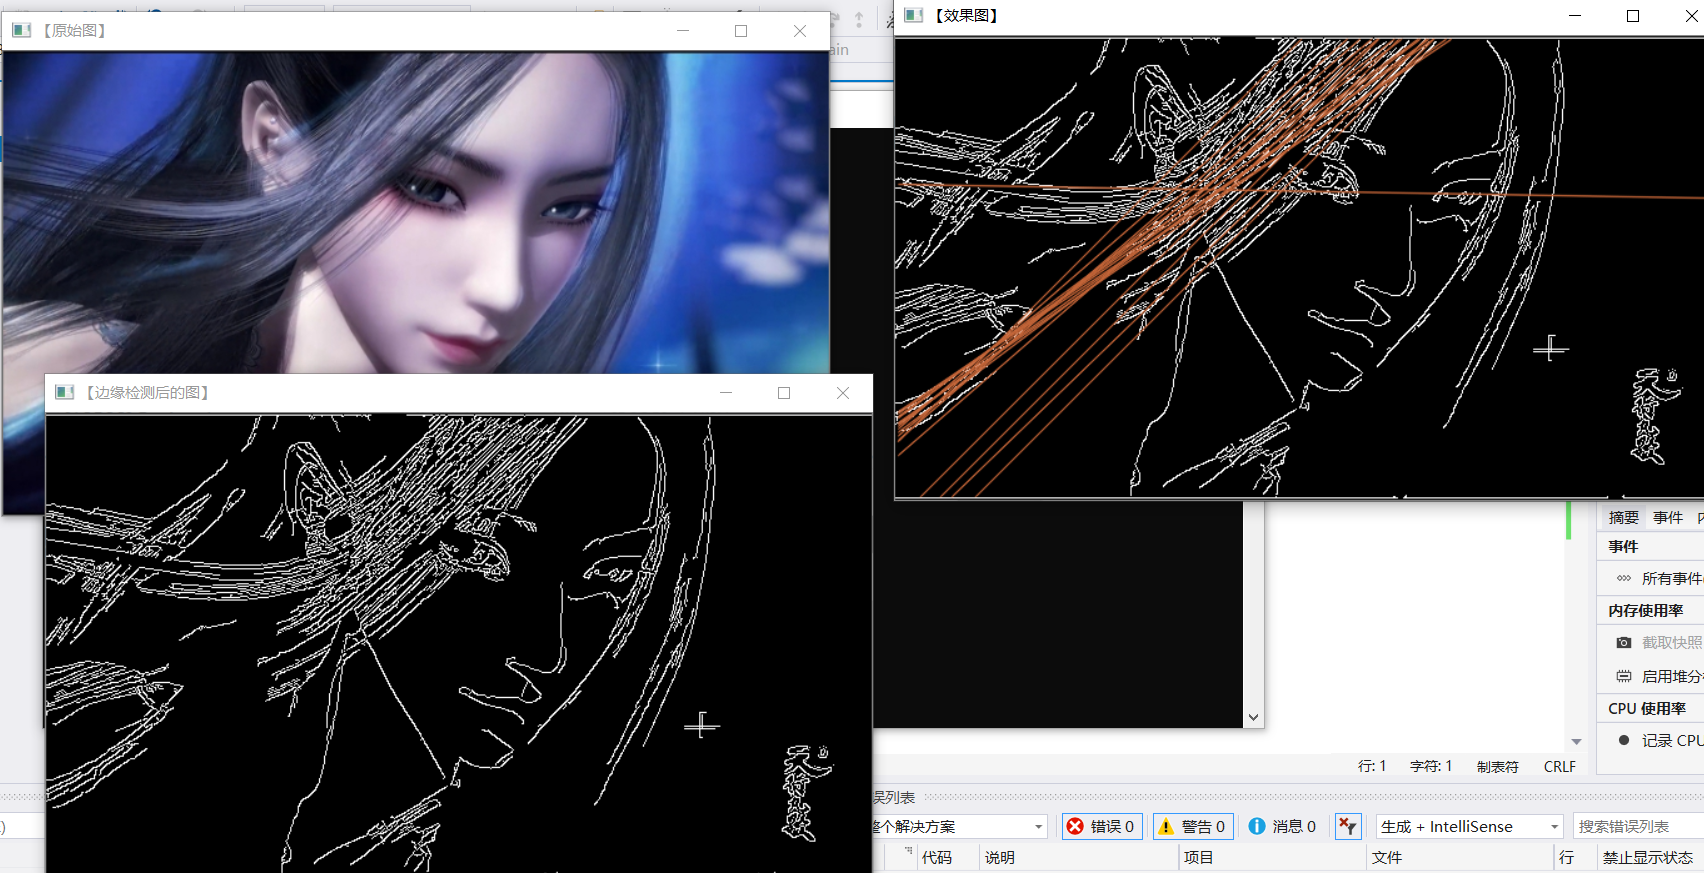 【原始图】
【效果图】
ain
【边缘检测后的图】
摘要 事件
事件
所有事件
内存使用率
截取快照
启用堆分
CPU 使用率
记录 CPU
行: 1 字符: 1 制表符 CRLF
误列表
整个解决方案 错误 0 警告 0 消息 0 生成 + IntelliSense 搜索错误列表
代码 说明 项目 文件 行 禁止显示状态